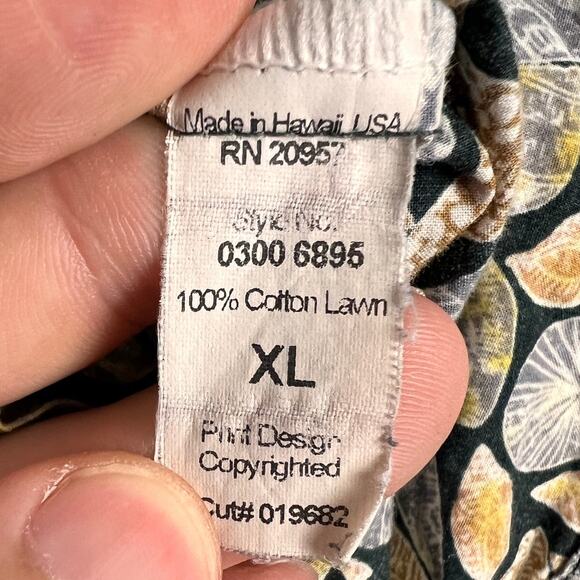 Made in Hawaii, USA
RN 20957
Style No.
0300 6895
100% Cotton Lawn
XL
Print Design
Copyrighted
Cut# 019682